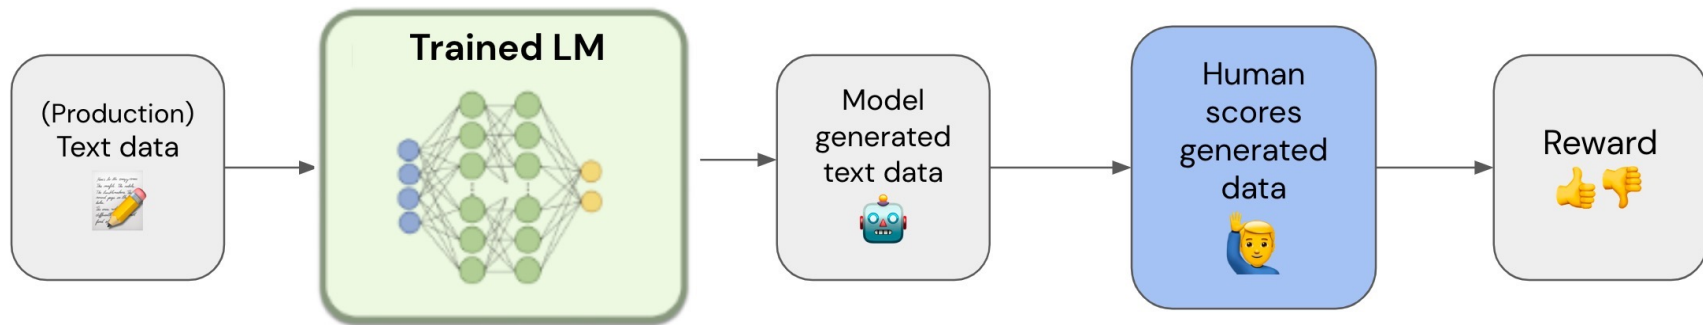 (Production)
Text data
Trained LM
Model
generated
text data
Human
scores
generated
data
Reward